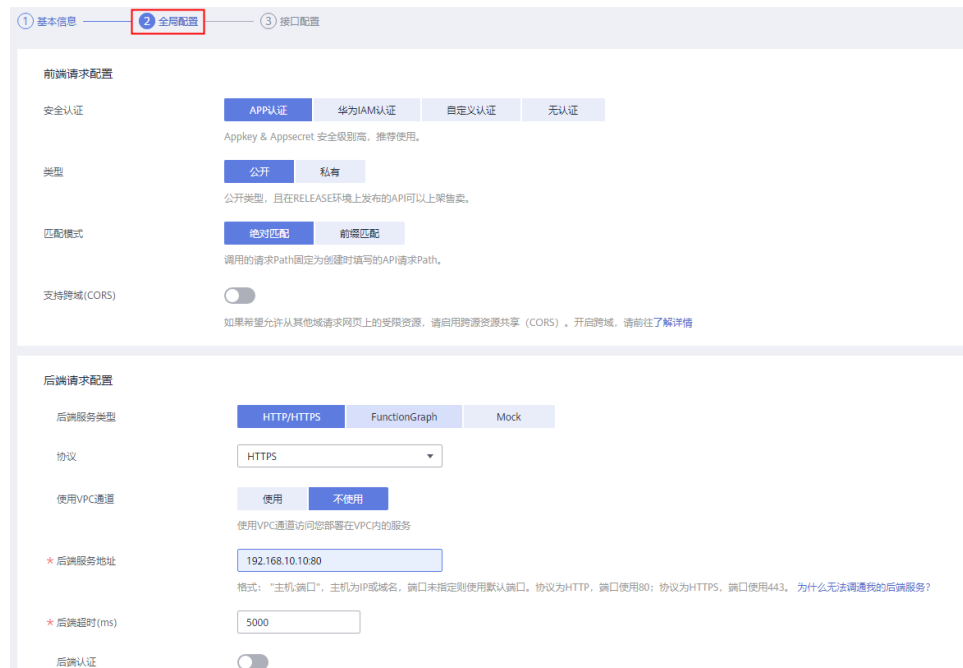 1 基本信息 2 全局配置 3 接口配置
前端请求配置
安全认证 APP认证 华为IAM认证 自定义认证 无认证
Appkey & Appsecret 安全级别高，推荐使用。
类型 公开 私有
公开类型，且在RELEASE环境上发布的API可以上架售卖。
匹配模式 绝对匹配 前缀匹配
调用的请求Path固定为创建时填写的API请求Path。
支持跨域(CORS)
如果希望允许从其他域请求网页上的受限资源，请启用跨源资源共享（CORS）。开启跨域，请前往了解详情
后端请求配置
后端服务类型 HTTP/HTTPS FunctionGraph Mock
协议 HTTPS
使用VPC通道 使用 不使用
使用VPC通道访问您部署在VPC内的服务
* 后端服务地址 192.168.10.10:80
格式： "主机:端口"，主机为IP或域名，端口未指定则使用默认端口。协议为HTTP，端口使用80；协议为HTTPS，端口使用443。 为什么无法调通我的后端服务?
* 后端超时(ms) 5000
后端认证